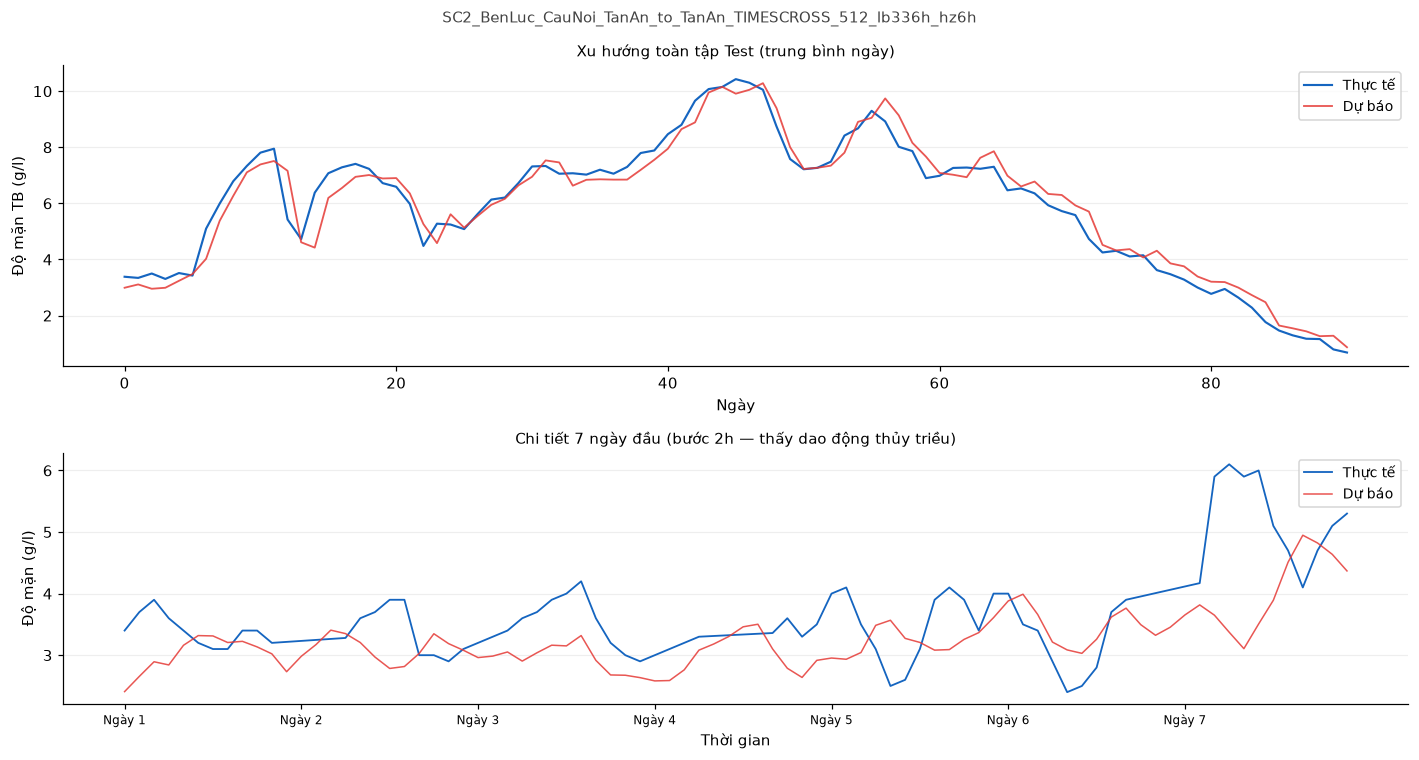 SC2_BenLuc_CauNoi_TanAn_to_TanAn_TIMESCROSS_512_lb336h_hz6h
Xu hướng toàn tập Test (trung bình ngày)
Thực tế
Dự báo
Độ mặn TB (g/l)
10
8
6
4
2
0 20 40 60 80
Ngày
Chi tiết 7 ngày đầu (bước 2h — thấy dao động thủy triều)
Thực tế
Dự báo
Độ mặn (g/l)
6
5
4
3
Ngày 1 Ngày 2 Ngày 3 Ngày 4 Ngày 5 Ngày 6 Ngày 7
Thời gian